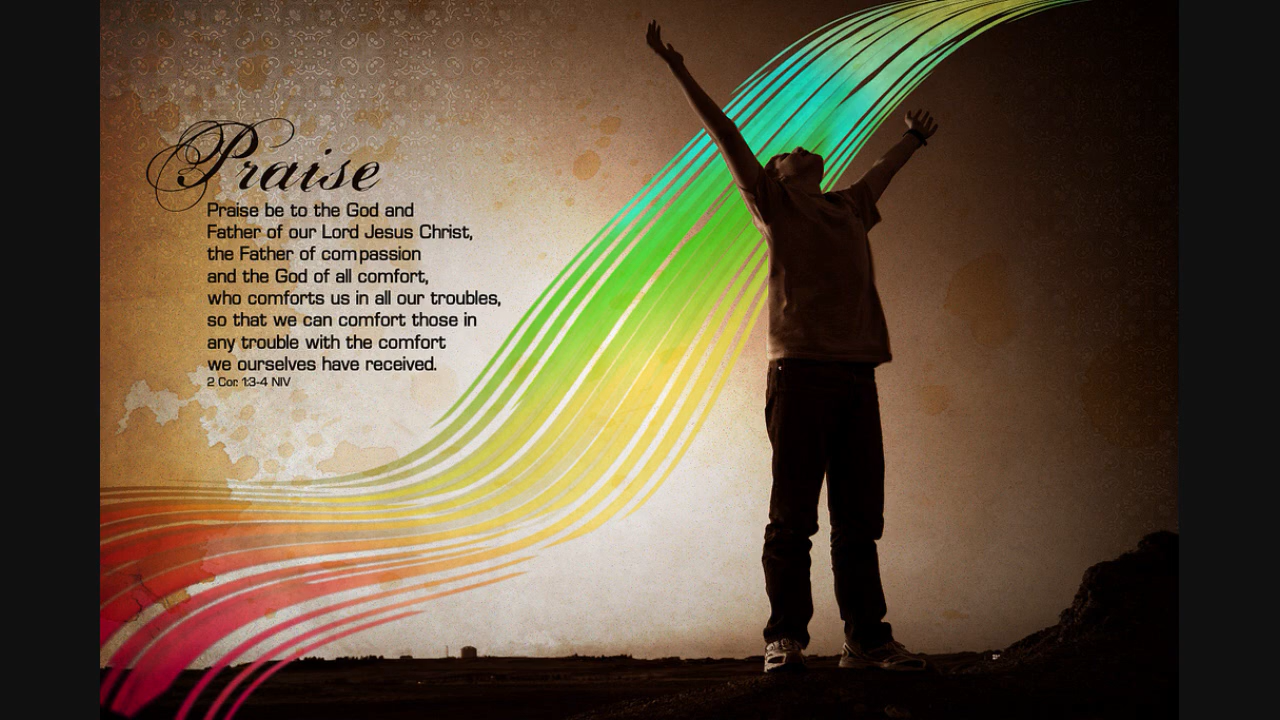 Praise
Praise be to the God and
Father of our Lord Jesus Christ,
the Father of compassion
and the God of all comfort,
who comforts us in all our troubles,
so that we can comfort those in
any trouble with the comfort
we ourselves have received.
2 Cor. 1:3-4 NIV